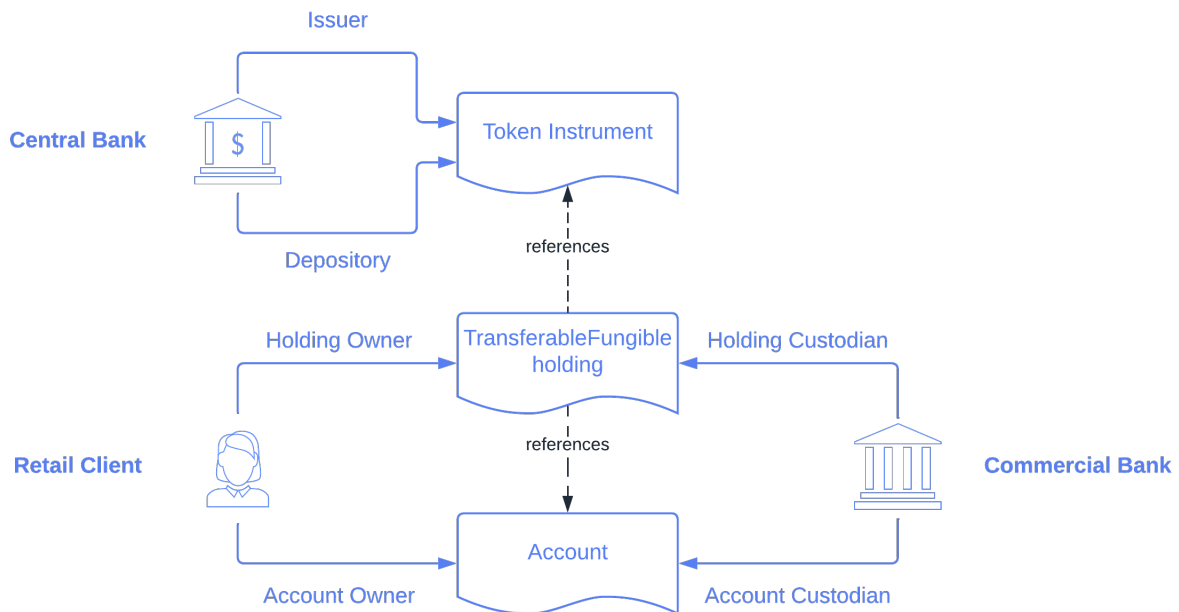 Issuer
Central Bank
$
Token Instrument
Depository
references
Holding Owner
TransferableFungible
holding
Holding Custodian
references
Retail Client
Commercial Bank
Account
Account Owner
Account Custodian